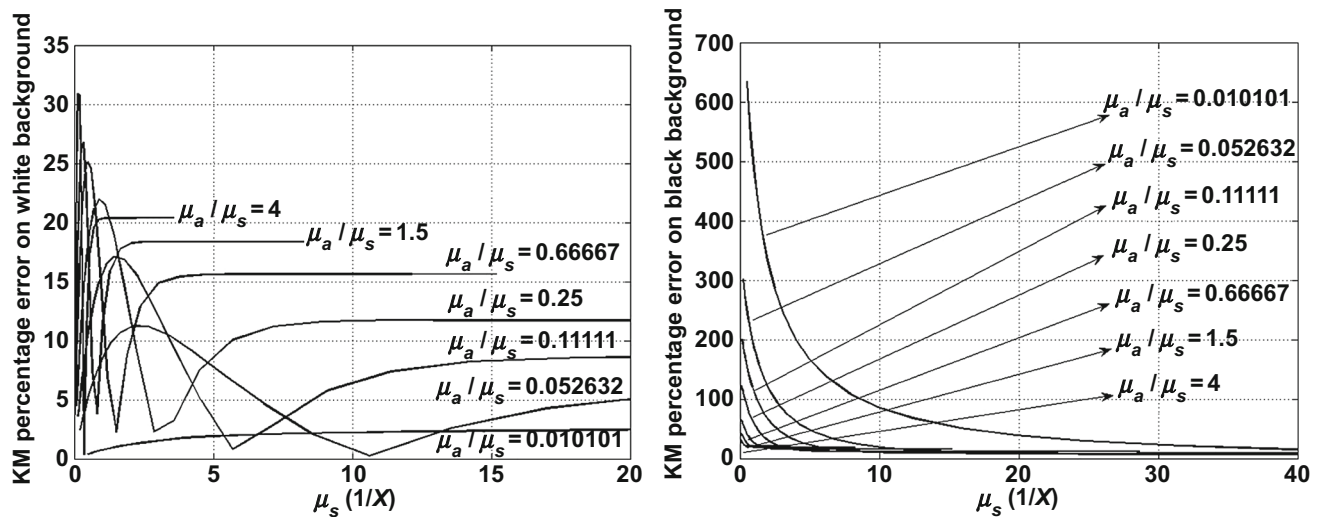 KM percentage error on white background
35
30
25
20
15
10
5
0
μa / μs = 4
μa / μs = 1.5
μa / μs = 0.66667
μa / μs = 0.25
μa / μs = 0.11111
μa / μs = 0.052632
μa / μs = 0.010101
0 5 10 15 20
μs (1/X)
KM percentage error on black background
700
600
500
400
300
200
100
0
μa / μs = 0.010101
μa / μs = 0.052632
μa / μs = 0.11111
μa / μs = 0.25
μa / μs = 0.66667
μa / μs = 1.5
μa / μs = 4
0 10 20 30 40
μs (1/X)